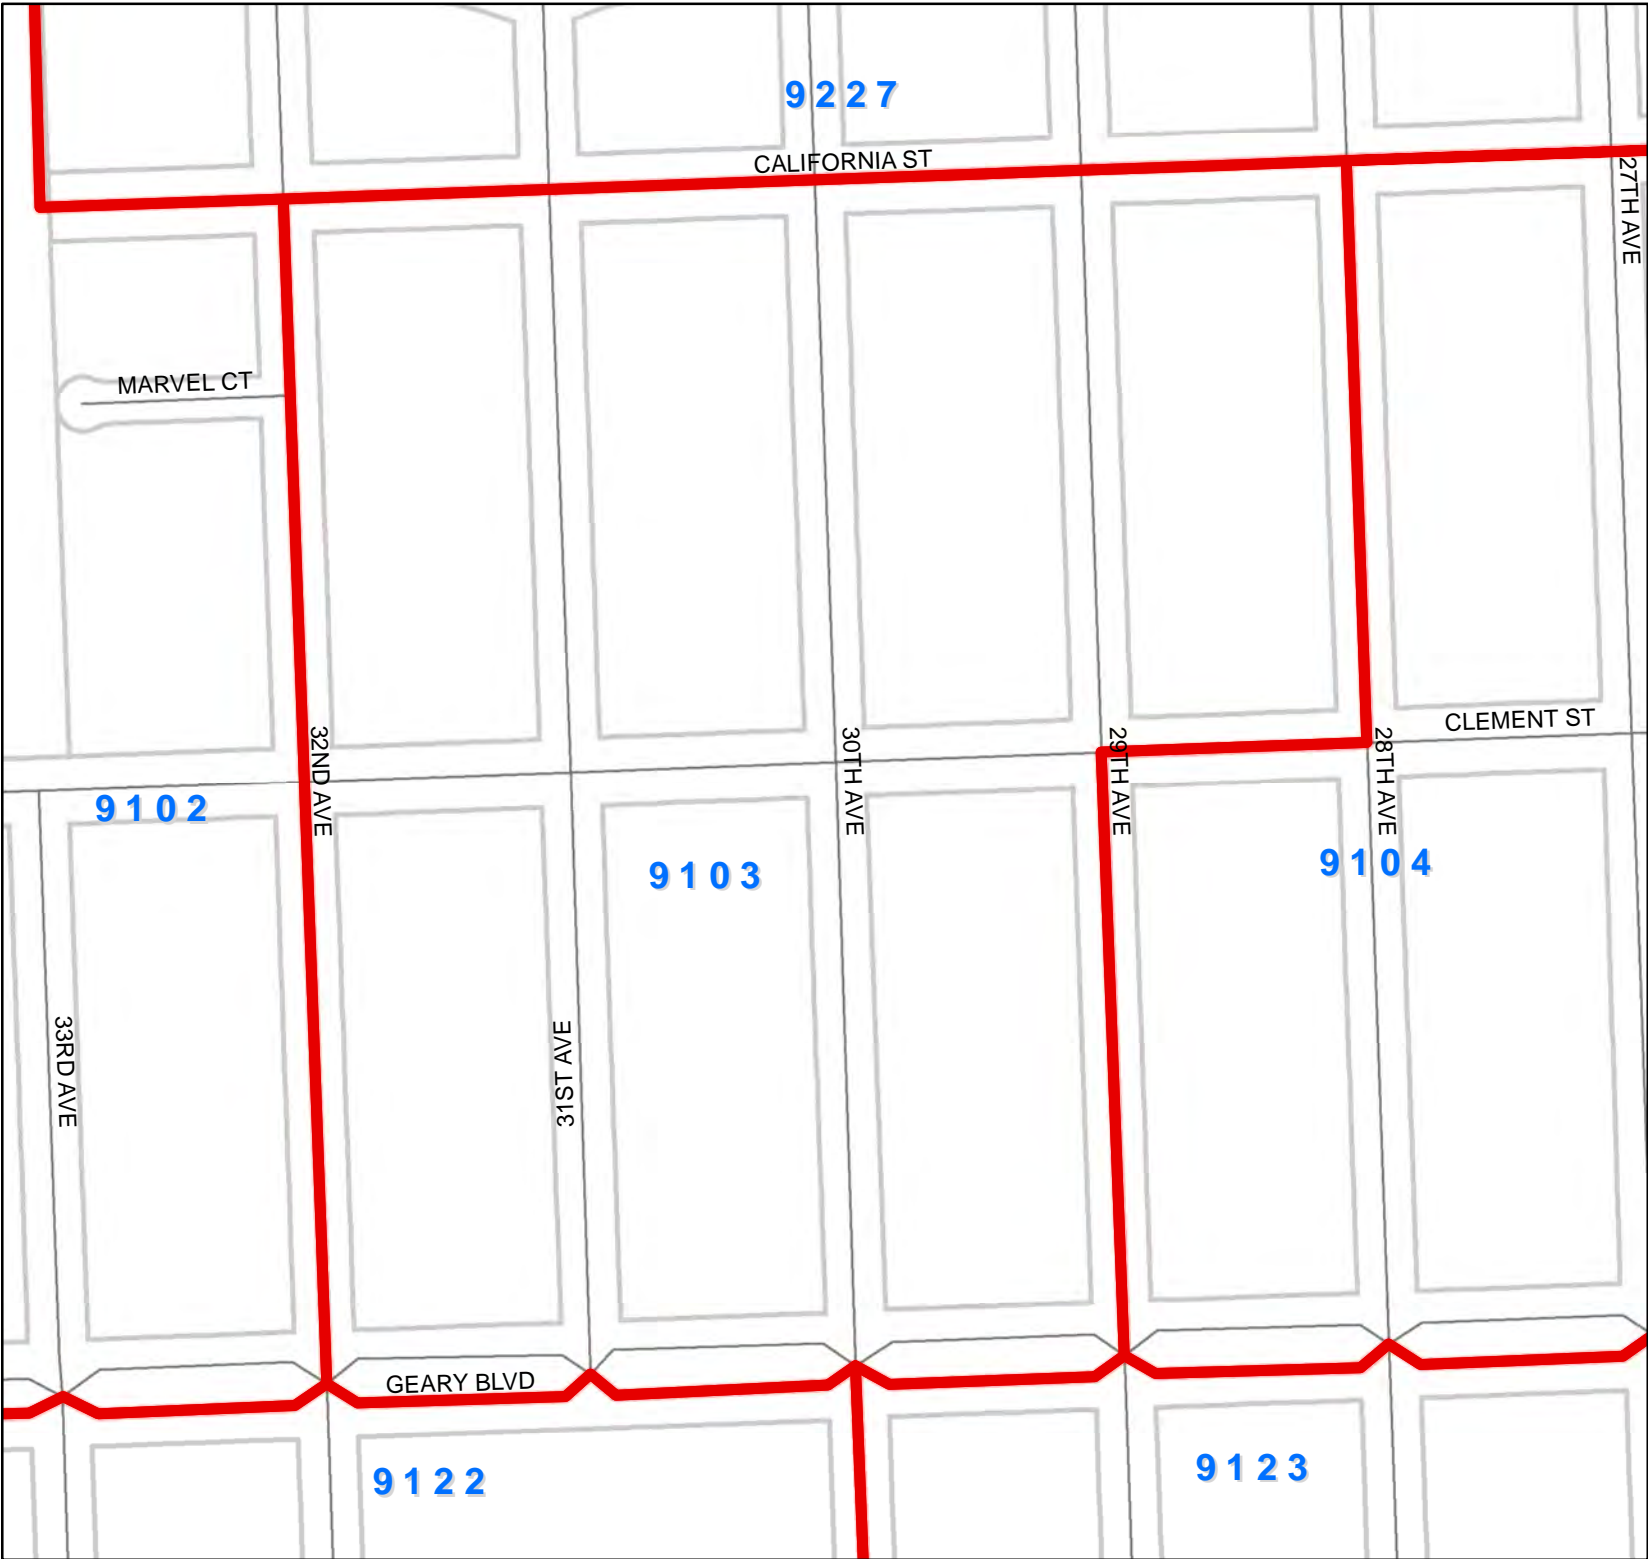 9227
CALIFORNIA ST
27TH AVE
MARVEL CT
CLEMENT ST
32ND AVE
30TH AVE
29TH AVE
28TH AVE
9102
9103
9104
33RD AVE
31ST AVE
GEARY BLVD
9122
9123